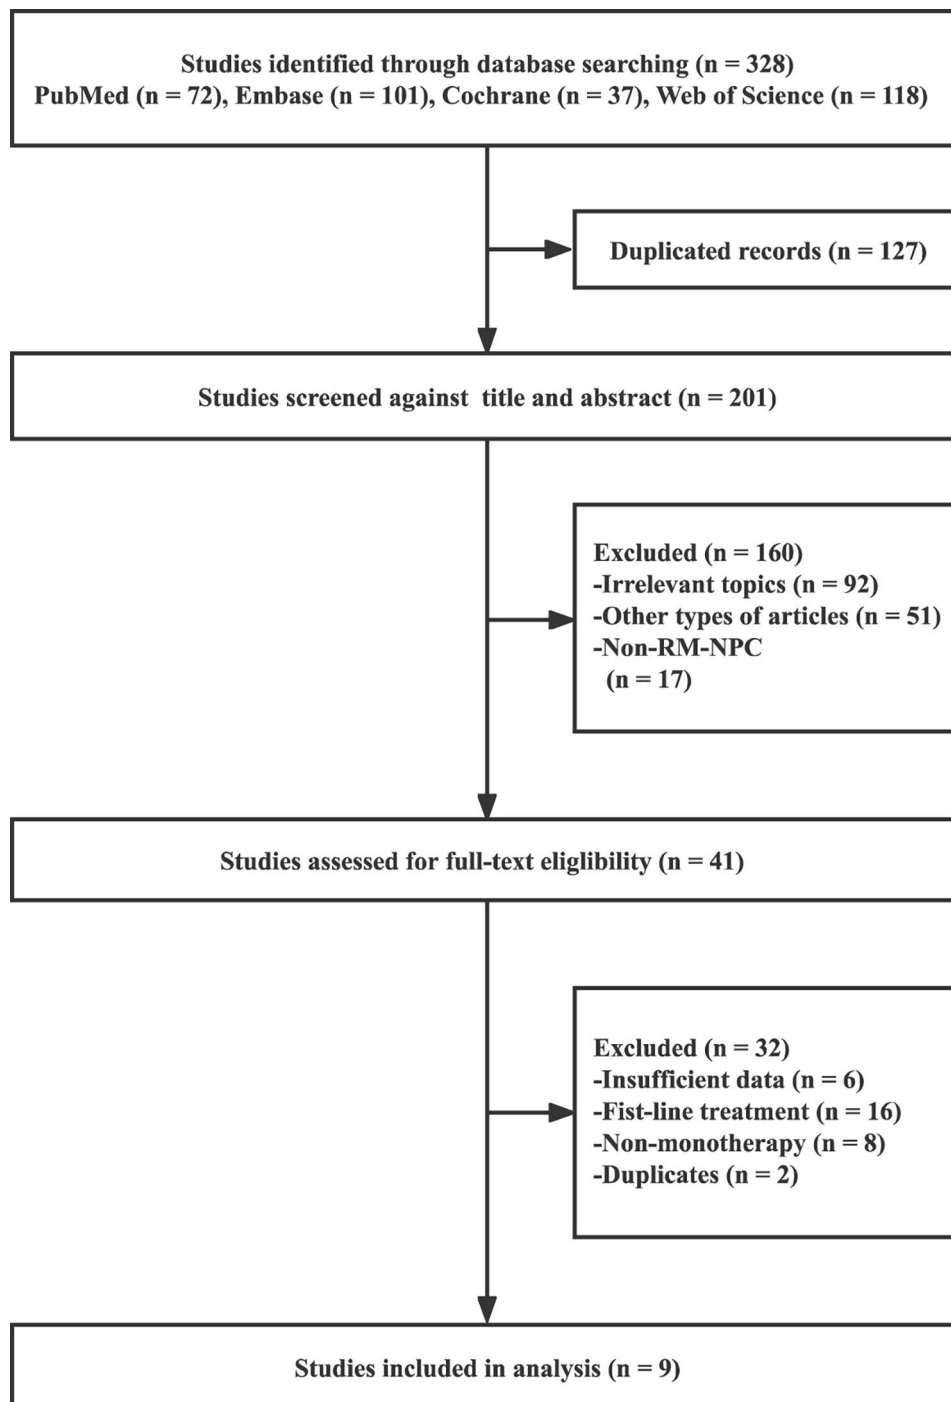 Studies identified through database searching (n = 328)
PubMed (n = 72), Embase (n = 101), Cochrane (n = 37), Web of Science (n = 118)
Duplicated records (n = 127)
Studies screened against title and abstract (n = 201)
Excluded (n = 160)
-Irrelevant topics (n = 92)
-Other types of articles (n = 51)
-Non-RM-NPC
(n = 17)
Studies assessed for full-text eliglibility (n = 41)
Excluded (n = 32)
-Insufficient data (n = 6)
-Fist-line treatment (n = 16)
-Non-monotherapy (n = 8)
-Duplicates (n = 2)
Studies included in analysis (n = 9)